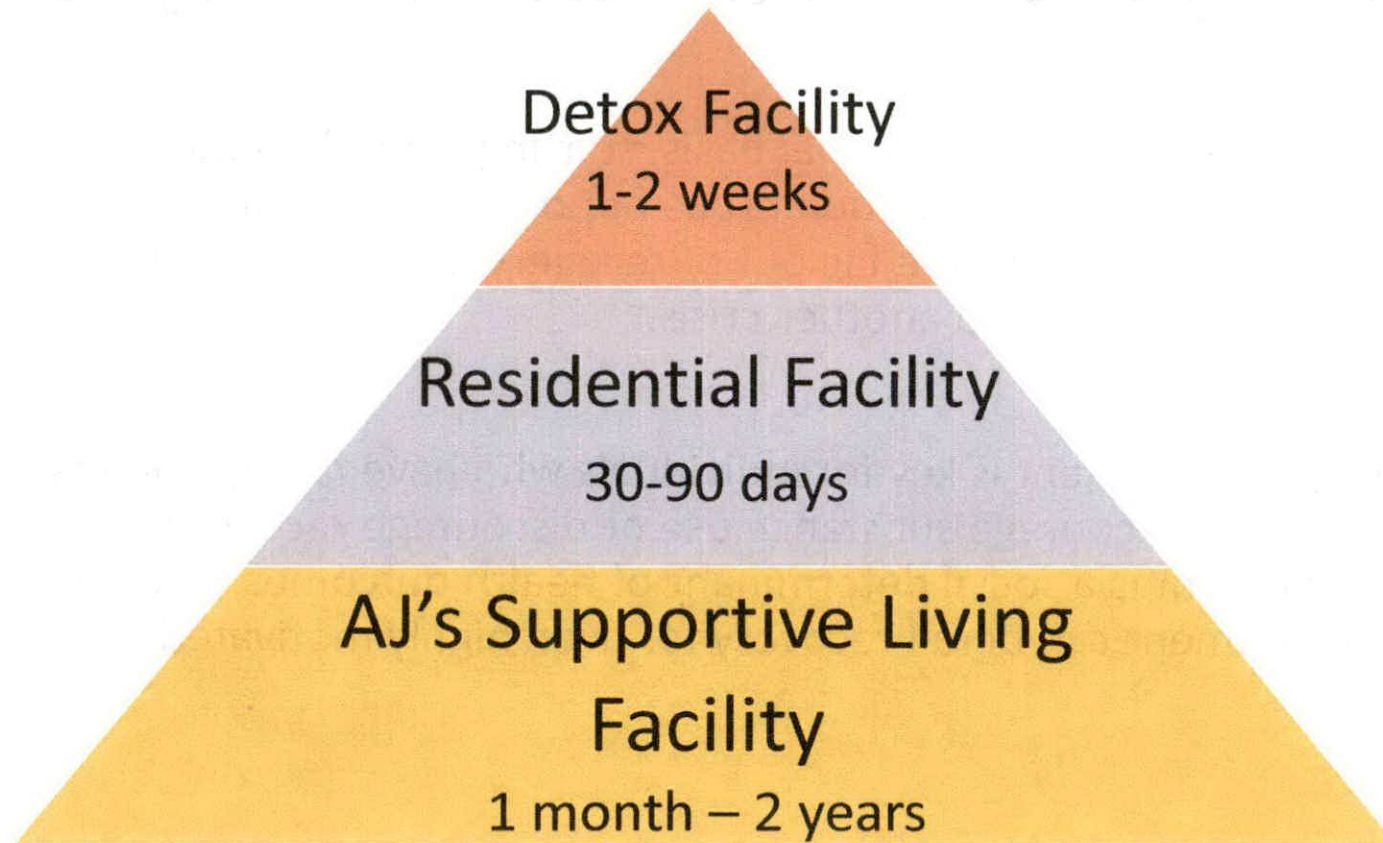 Detox Facility
1-2 weeks
Residential Facility
30-90 days
AJ's Supportive Living
Facility
1 month – 2 years